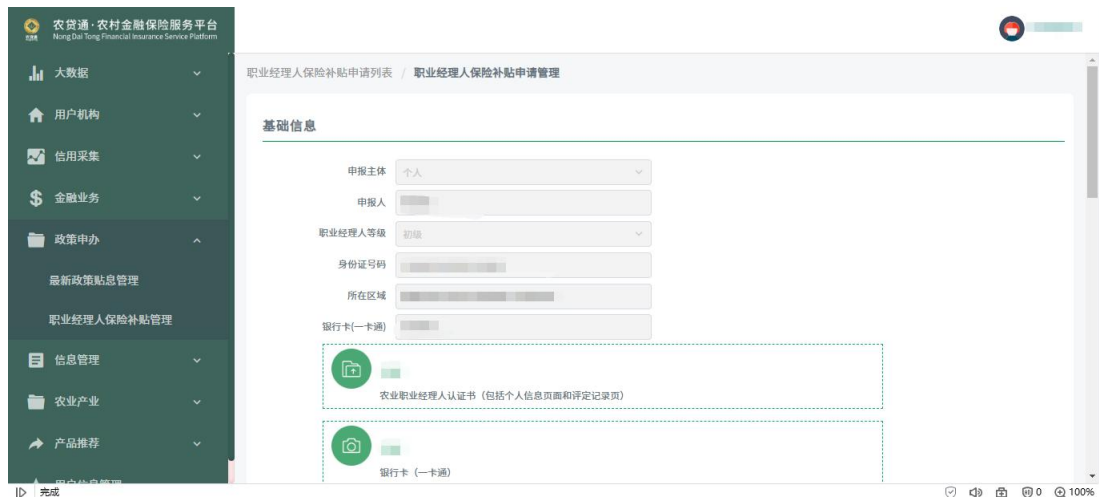 农贷通·农村金融保险服务平台
Nong Dai Tong Financial Insurance Service Platform
大数据
用户机构
信用采集
金融业务
政策申办
最新政策贴息管理
职业经理人保险补贴管理
信息管理
农业产业
产品推荐
职业经理人保险补贴申请列表 / 职业经理人保险补贴申请管理
基础信息
申报主体 个人
申报人
职业经理人等级 初级
身份证号码
所在区域
银行卡(一卡通)
农业职业经理人认证书（包括个人信息页面和评定记录页）
银行卡（一卡通）
完成
0 100%